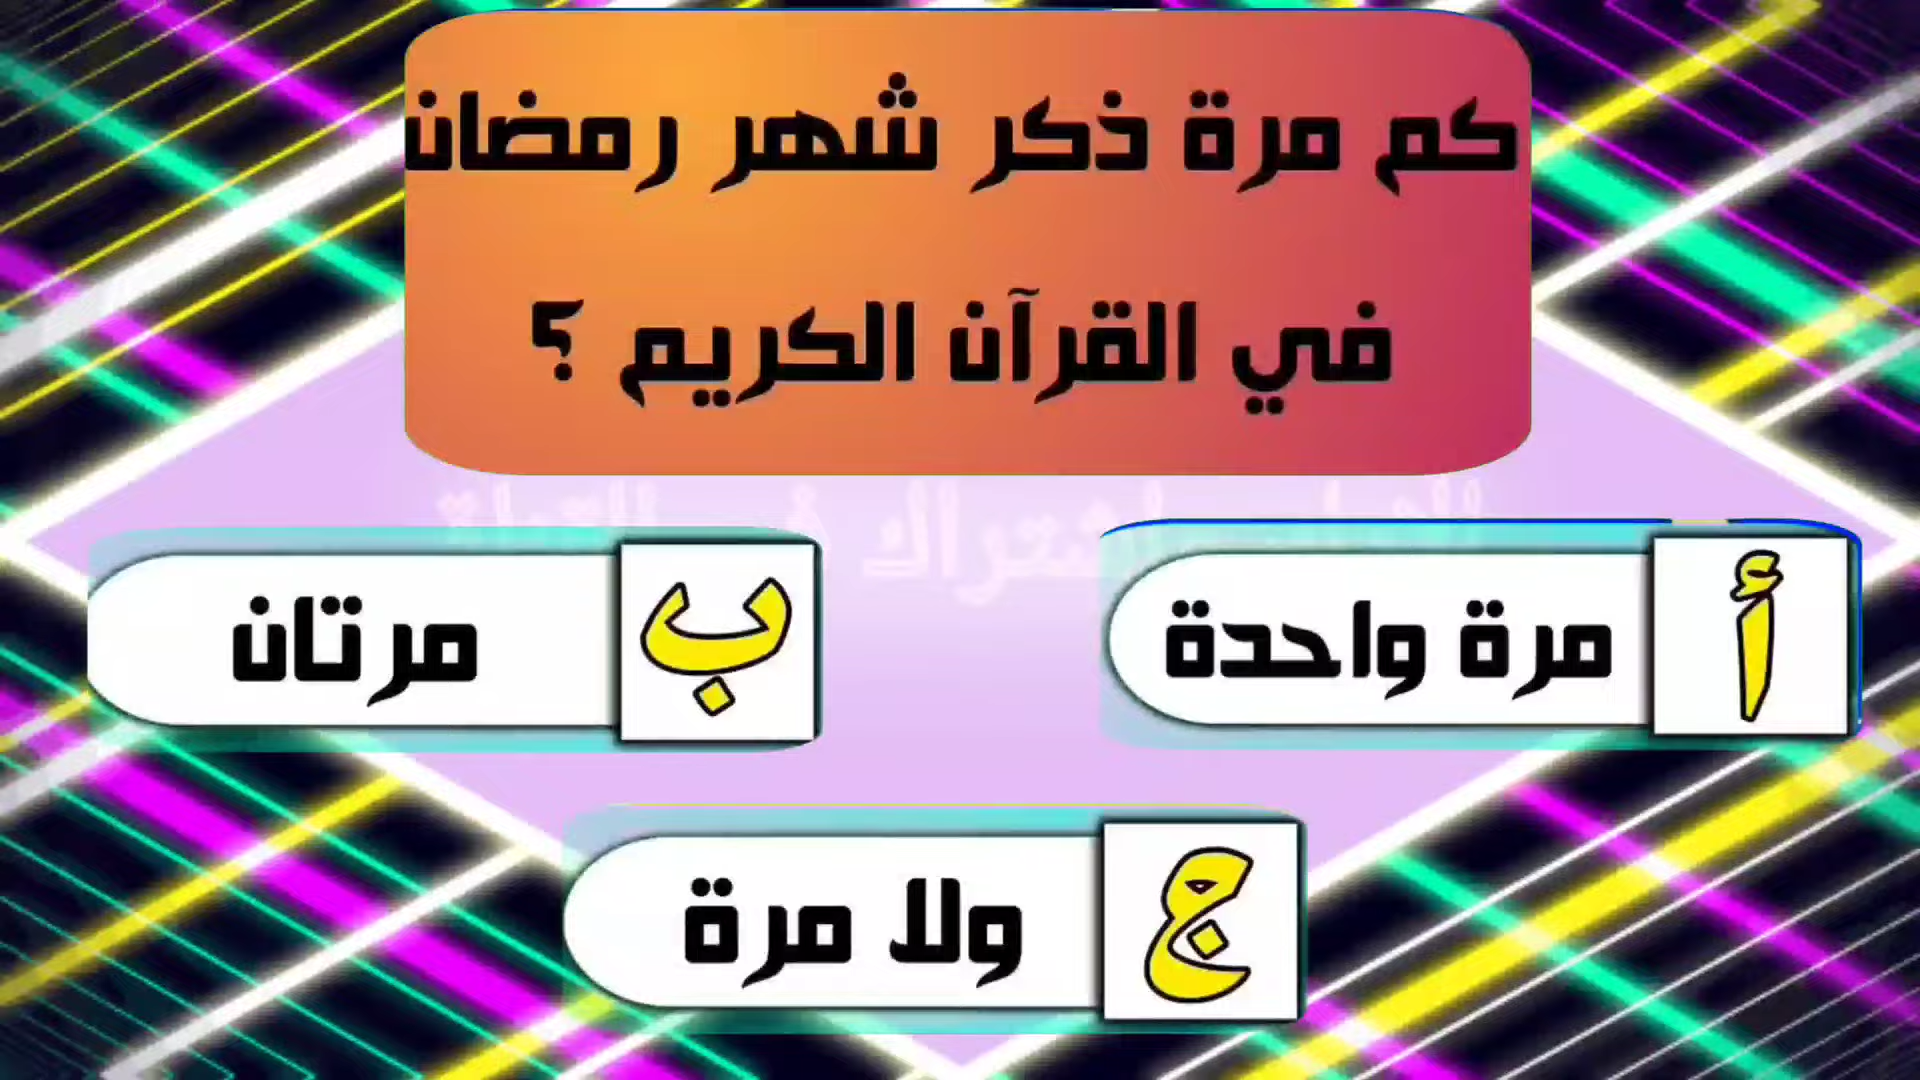 كم مرة ذكر شهر رمضان
في القرآن الكريم ؟
أ مرة واحدة
ب مرتان
ج ولا مرة